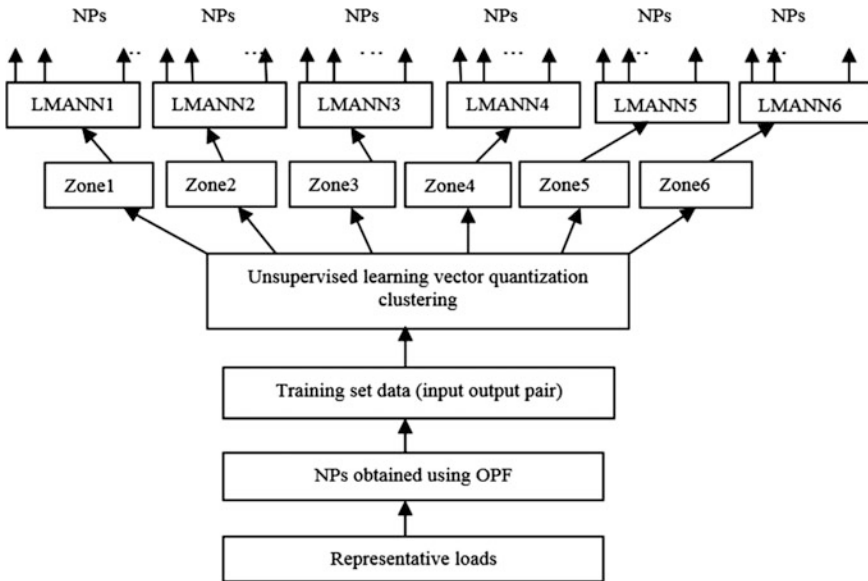 NPs NPs NPs NPs NPs NPs
... ... ... ... ... ...
LMANN1 LMANN2 LMANN3 LMANN4 LMANN5 LMANN6
Zone1 Zone2 Zone3 Zone4 Zone5 Zone6
Unsupervised learning vector quantization
clustering
Training set data (input output pair)
NPs obtained using OPF
Representative loads